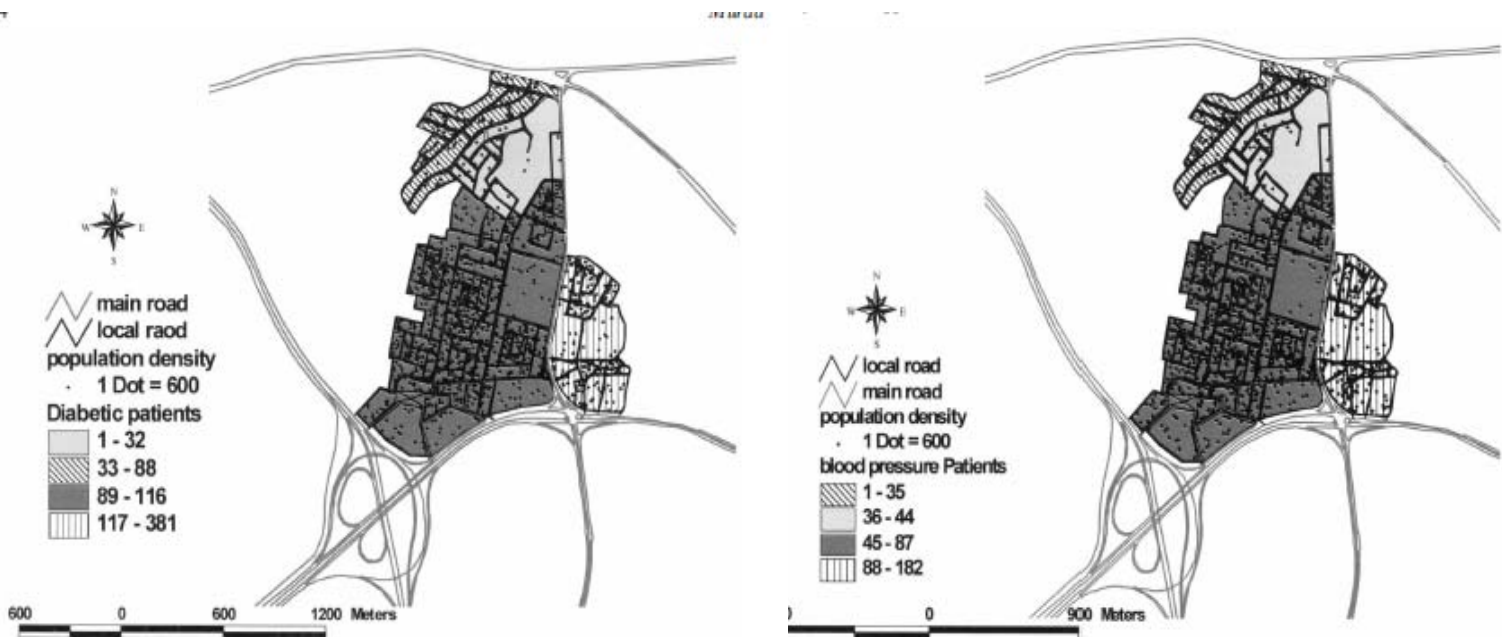 4
N
W E
S
main road
local raod
population density
1 Dot = 600
Diabetic patients
1 - 32
33 - 88
89 - 116
117 - 381
600 0 600 1200 Meters
N
W E
S
local road
main road
population density
1 Dot = 600
blood pressure Patients
1 - 35
36 - 44
45 - 87
88 - 182
0 0 900 Meters